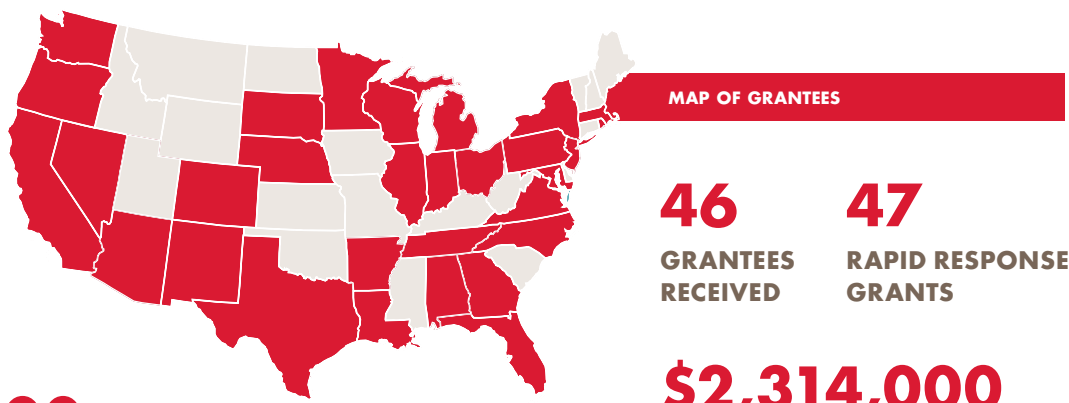 MAP OF GRANTEES
46 47
GRANTEES RAPID RESPONSE
RECEIVED GRANTS
$2,314,000